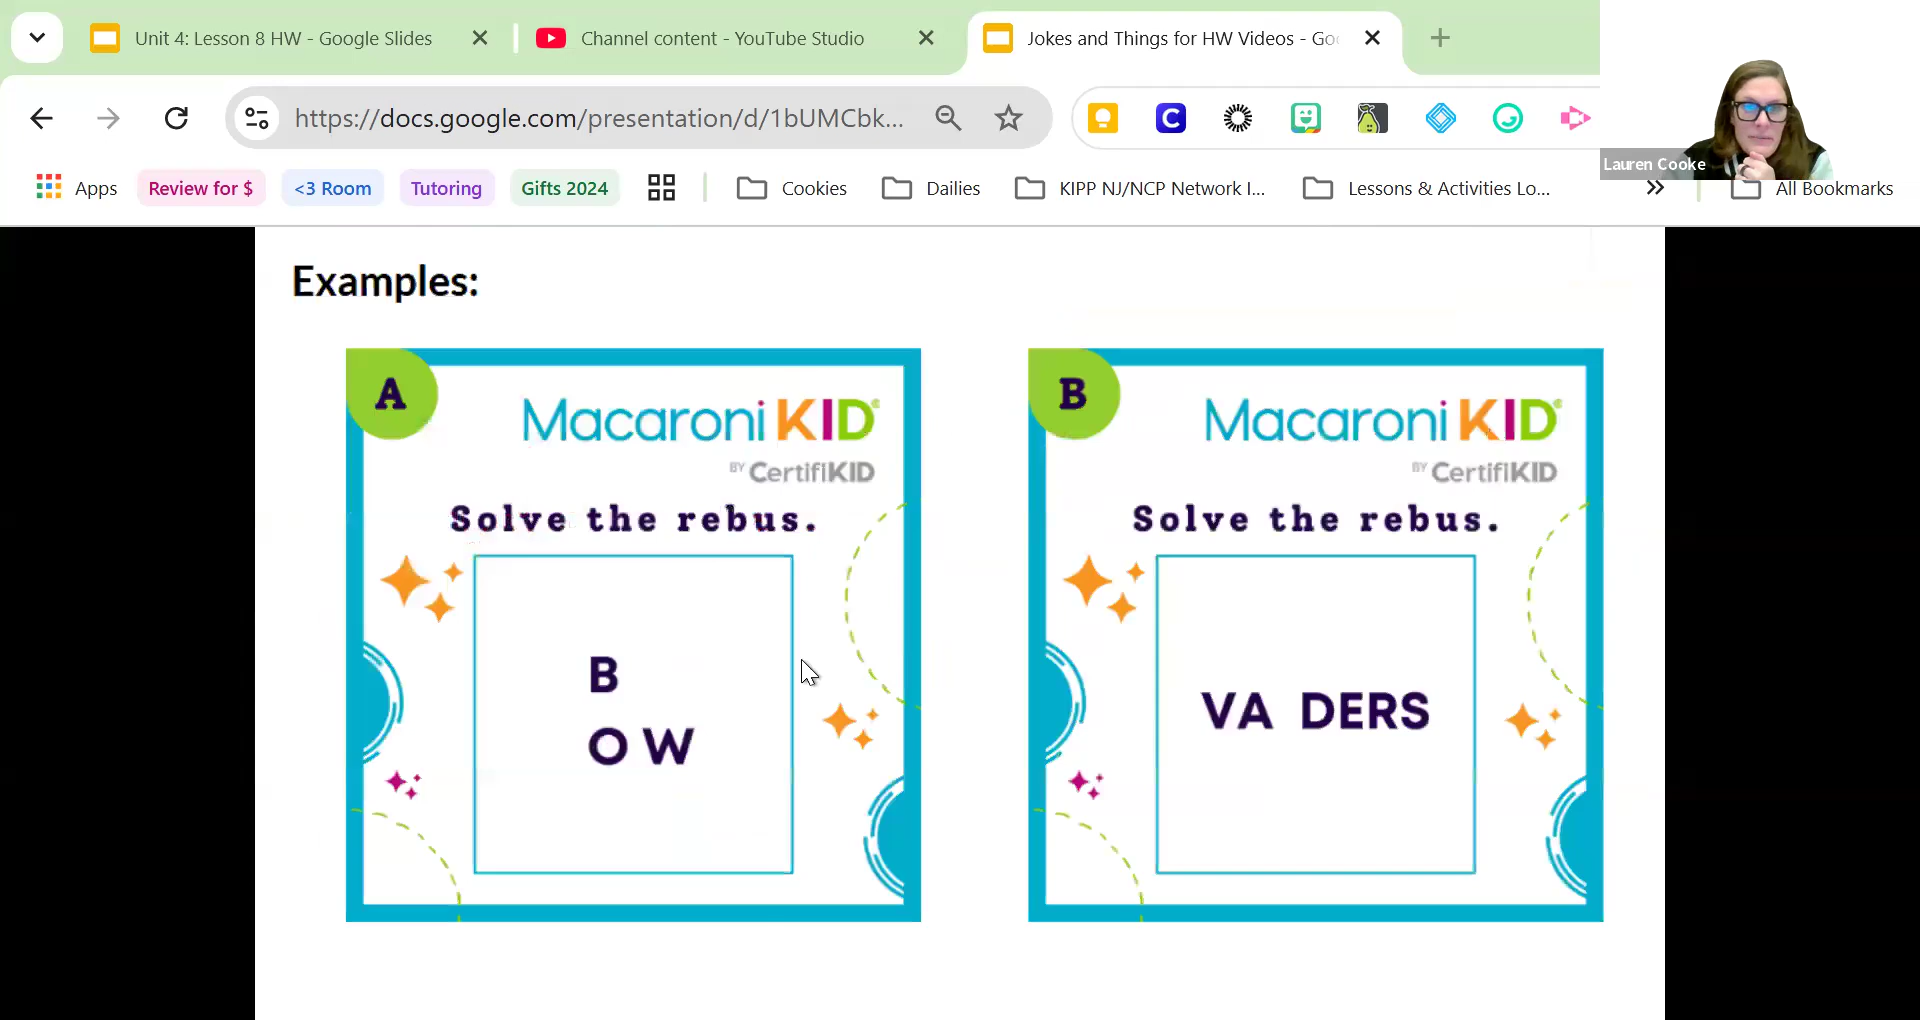 Unit 4: Lesson 8 HW - Google Slides
Channel content - YouTube Studio
Jokes and Things for HW Videos - Goo
https://docs.google.com/presentation/d/1bUMCbk...
Lauren Cooke
Apps
Review for $
<3 Room
Tutoring
Gifts 2024
Cookies
Dailies
KIPP NJ/NCP Network I...
Lessons & Activities Lo...
All Bookmarks
Examples:
A
Macaroni KID
BY CertifiKID
Solve the rebus.
B
O W
B
Macaroni KID
BY CertifiKID
Solve the rebus.
VA DERS